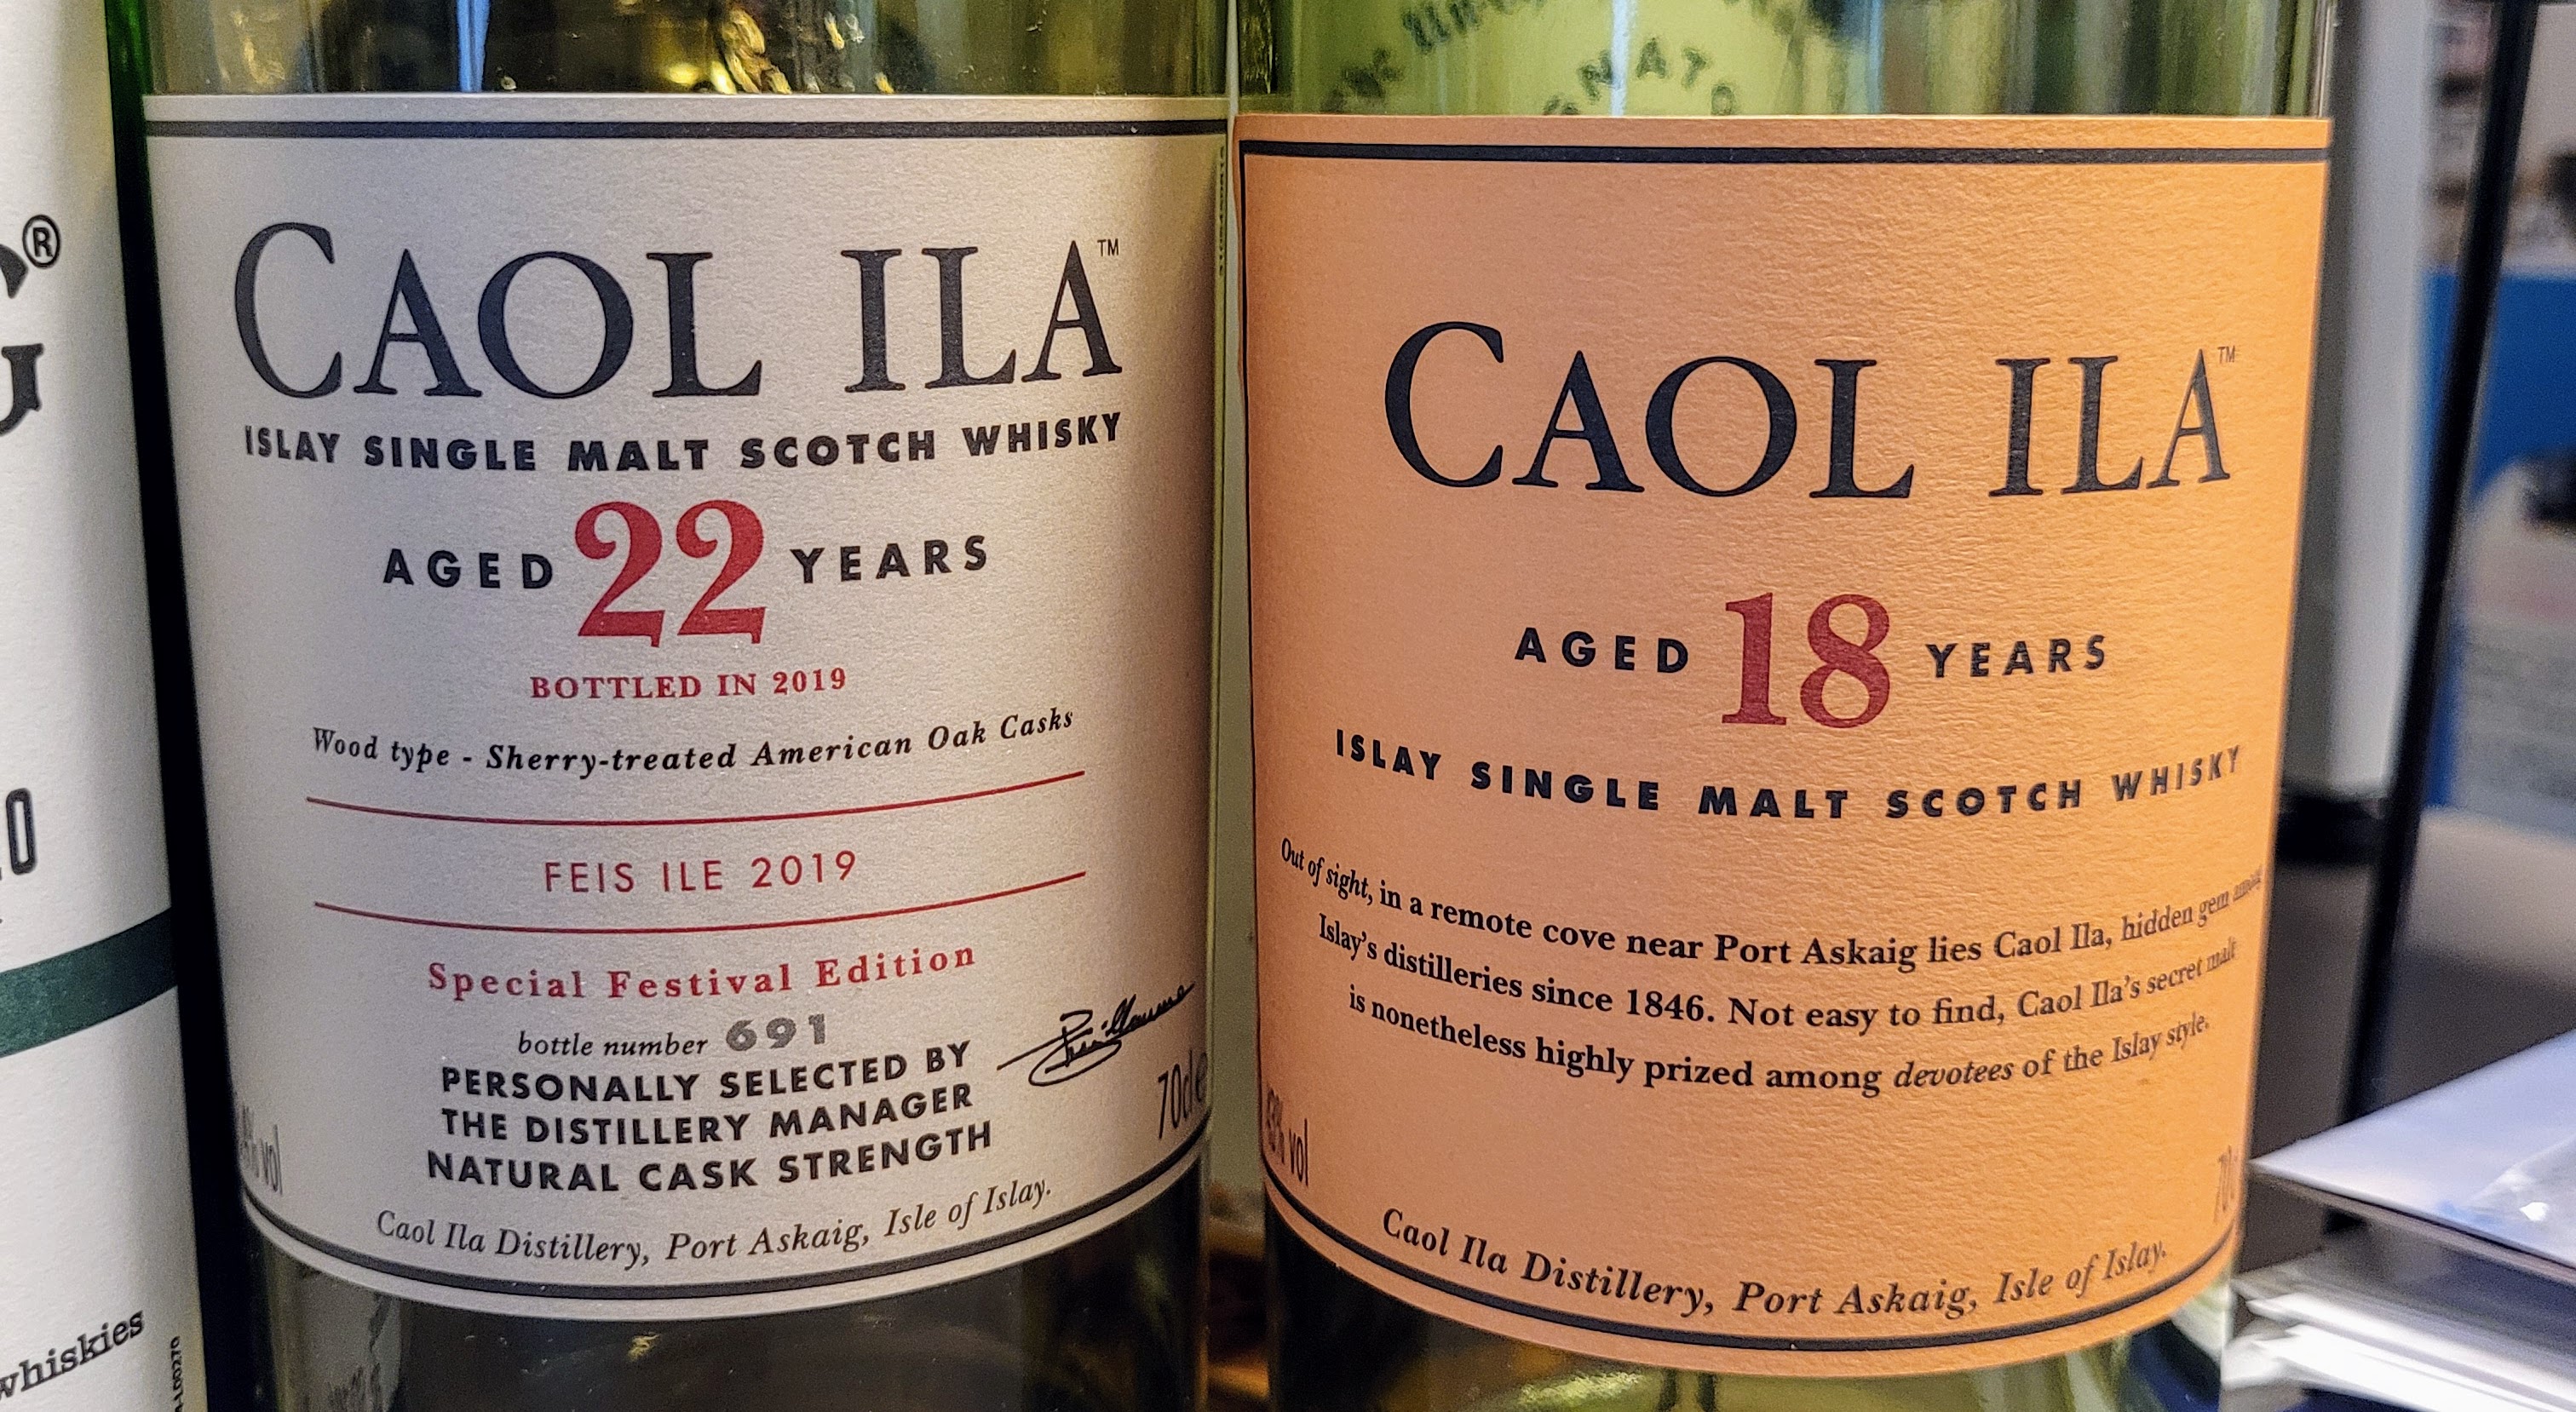 CAOL ILA™
ISLAY SINGLE MALT SCOTCH WHISKY
AGED 22 YEARS
BOTTLED IN 2019
Wood type - Sherry-treated American Oak Casks
FEIS ILE 2019
Special Festival Edition
bottle number 691
PERSONALLY SELECTED BY
THE DISTILLERY MANAGER
NATURAL CASK STRENGTH
vol
70cl e
Caol Ila Distillery, Port Askaig, Isle of Islay.
CAOL ILA™
AGED 18 YEARS
ISLAY SINGLE MALT SCOTCH WHISKY
Out of sight, in a remote cove near Port Askaig lies Caol Ila, hidden gem among
Islay's distilleries since 1846. Not easy to find, Caol Ila's secret malt
is nonetheless highly prized among devotees of the Islay style.
vol
Caol Ila Distillery, Port Askaig, Isle of Islay.
G®
whiskies